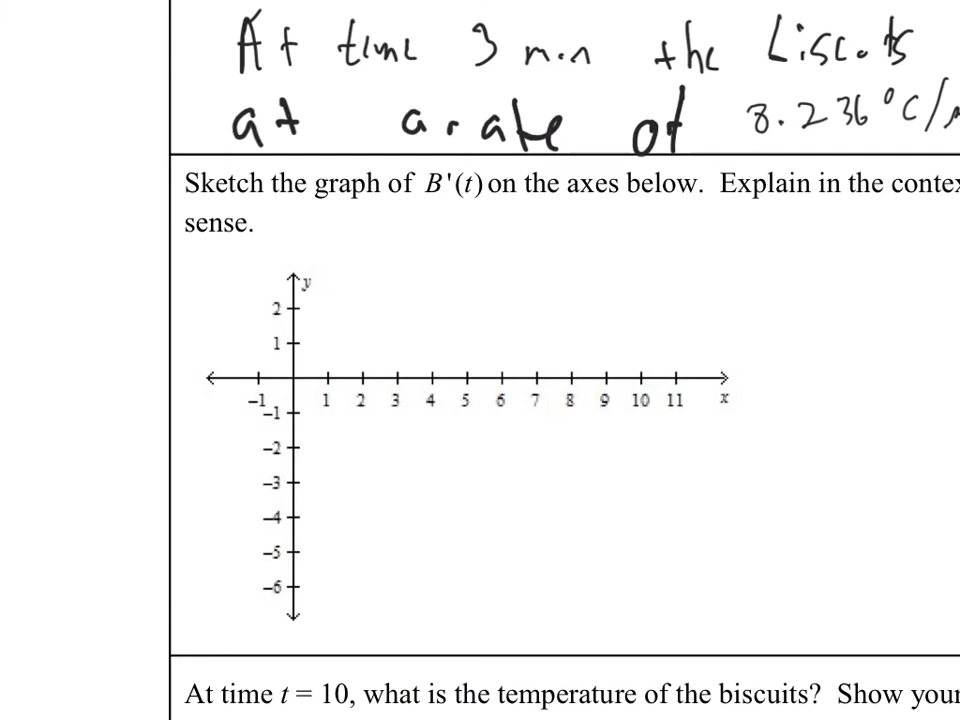 At time 3 min the biscuits
at a rate of 8.236°C/
Sketch the graph of B'(t) on the axes below. Explain in the
sense.
y
2
1
-1 1 2 3 4 5 6 7 8 9 10 11 x
-1
-2
-3
-4
-5
-6
At time t = 10, what is the temperature of the biscuits? Show your